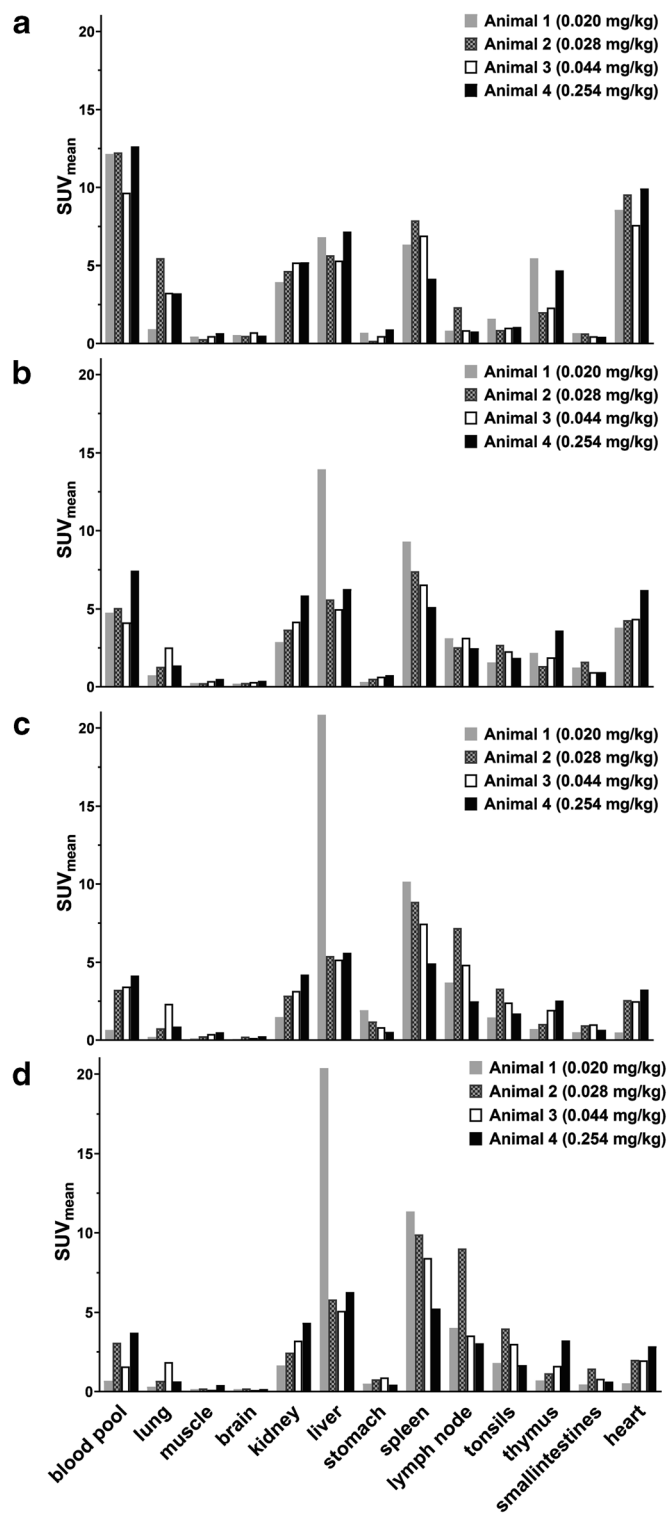 a
20
15
10
5
0
SUVmean
Animal 1 (0.020 mg/kg)
Animal 2 (0.028 mg/kg)
Animal 3 (0.044 mg/kg)
Animal 4 (0.254 mg/kg)
b
20
15
10
5
0
SUVmean
Animal 1 (0.020 mg/kg)
Animal 2 (0.028 mg/kg)
Animal 3 (0.044 mg/kg)
Animal 4 (0.254 mg/kg)
c
20
15
10
5
0
SUVmean
Animal 1 (0.020 mg/kg)
Animal 2 (0.028 mg/kg)
Animal 3 (0.044 mg/kg)
Animal 4 (0.254 mg/kg)
d
20
15
10
5
0
SUVmean
Animal 1 (0.020 mg/kg)
Animal 2 (0.028 mg/kg)
Animal 3 (0.044 mg/kg)
Animal 4 (0.254 mg/kg)
blood pool
lung
muscle
brain
kidney
liver
stomach
spleen
lymph node
tonsils
thymus
smallintestines
heart